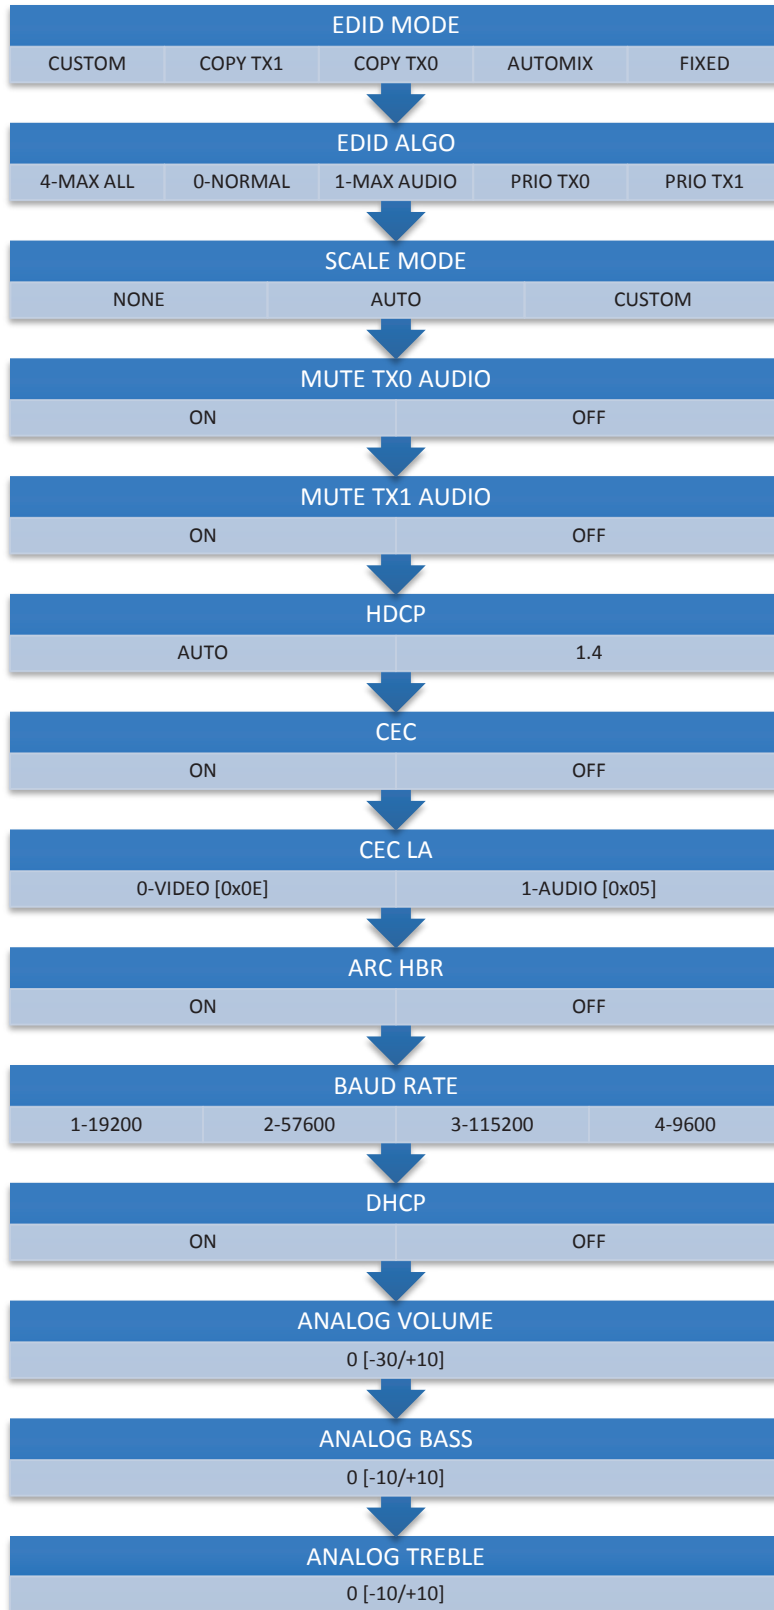 EDID MODE
CUSTOM COPY TX1 COPY TX0 AUTOMIX FIXED
EDID ALGO
4-MAX ALL 0-NORMAL 1-MAX AUDIO PRIO TX0 PRIO TX1
SCALE MODE
NONE AUTO CUSTOM
MUTE TX0 AUDIO
ON OFF
MUTE TX1 AUDIO
ON OFF
HDCP
AUTO 1.4
CEC
ON OFF
CEC LA
0-VIDEO [0x0E] 1-AUDIO [0x05]
ARC HBR
ON OFF
BAUD RATE
1-19200 2-57600 3-115200 4-9600
DHCP
ON OFF
ANALOG VOLUME
0 [-30/+10]
ANALOG BASS
0 [-10/+10]
ANALOG TREBLE
0 [-10/+10]